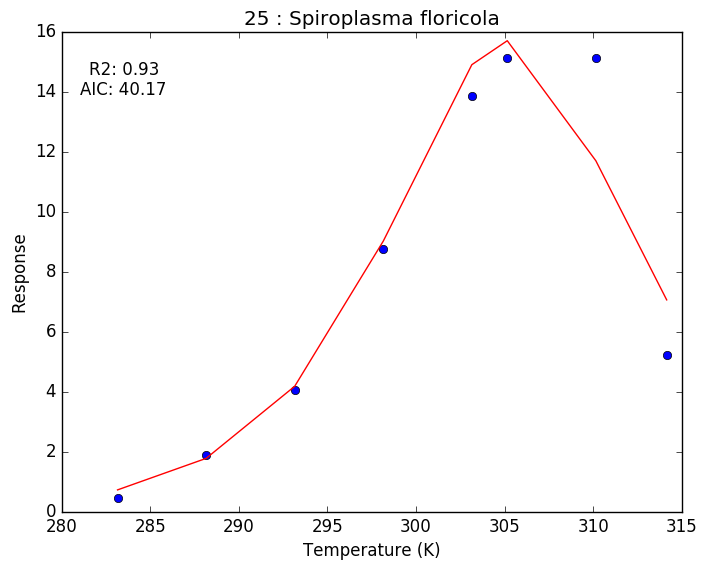 25 : Spiroplasma floricola
R2: 0.93
AIC: 40.17
Response
16
14
12
10
8
6
4
2
0
280 285 290 295 300 305 310 315
Temperature (K)